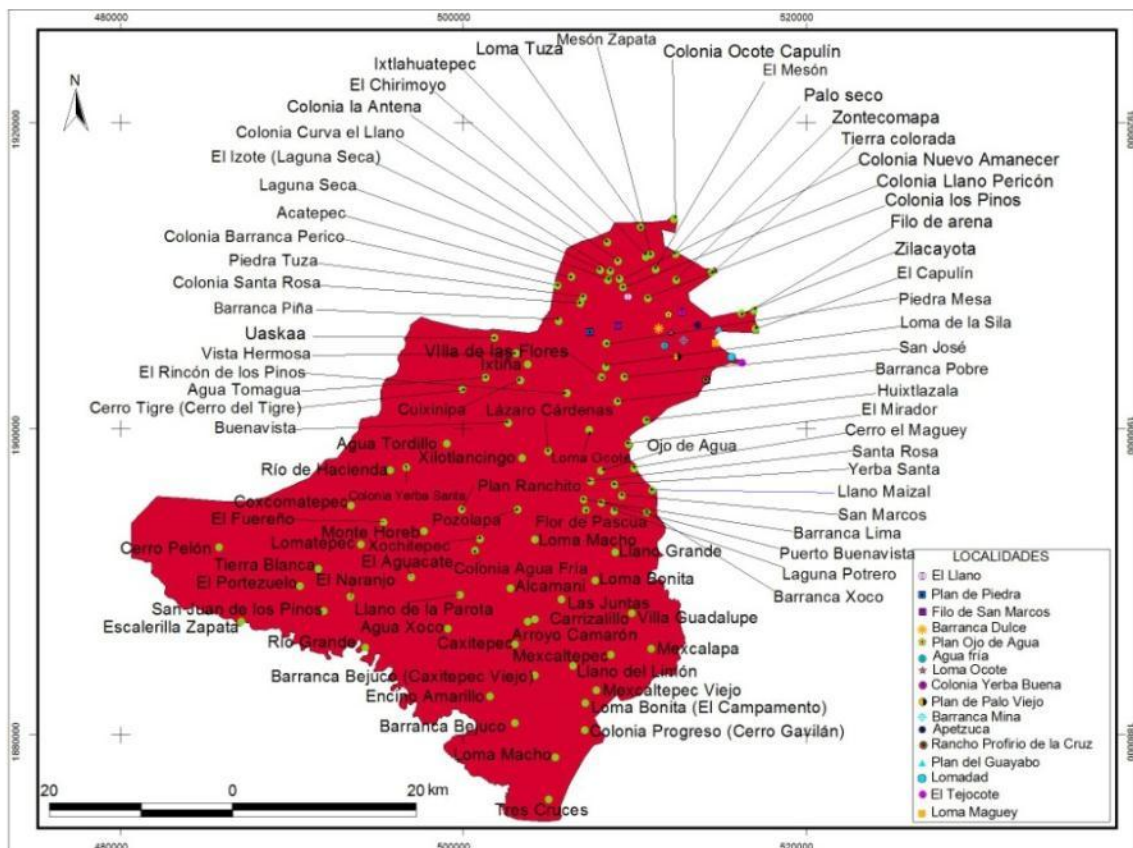 480000
500000
520000
Mesón Zapata
Loma Tuza
Colonia Ocote Capulín
Ixtlahuatepec
El Mesón
El Chirimoyo
Palo seco
Colonia la Antena
Zontecomapa
Colonia Curva el Llano
Tierra colorada
El Izote (Laguna Seca)
Colonia Nuevo Amanecer
Laguna Seca
Colonia Llano Pericón
Acatepec
Colonia los Pinos
Colonia Barranca Perico
Filo de arena
Piedra Tuza
Zilacayota
Colonia Santa Rosa
El Capulín
Barranca Piña
Piedra Mesa
Uaskaa
Loma de la Sila
Vista Hermosa
Villa de las Flores
San José
Ixtiña
El Rincón de los Pinos
Barranca Pobre
Agua Tomagua
Huixtlazala
Cerro Tigre (Cerro del Tigre)
Cuixinipa
Lázaro Cárdenas
El Mirador
Buenavista
Cerro el Maguey
Agua Tordillo
Ojo de Agua
Santa Rosa
Xilotlancingo
Loma Ocote
Yerba Santa
Río de Hacienda
Colonia Yerba Santa
Plan Ranchito
Llano Maizal
Coxcomatepec
San Marcos
El Fuereño
Pozolapa
Flor de Pascua
Barranca Lima
Monte Horeb
Loma Macho
Puerto Buenavista
Cerro Pelón
Lomatepec
Xochitepec
Llano Grande
Laguna Potrero
Tierra Blanca
El Aguacate
Colonia Agua Fría
Barranca Xoco
El Portezuelo
El Naranjo
Alcamani
Loma Bonita
San Juan de los Pinos
Llano de la Parota
Las Juntas
Escalerilla Zapata
Agua Xoco
Carrizalillo
Villa Guadalupe
Río Grande
Caxitepec
Arroyo Camarón
Mexcaltepec
Mexcalapa
Barranca Bejuco (Caxitepec Viejo)
Llano del Limón
Encino Amarillo
Mexcaltepec Viejo
Loma Bonita (El Campamento)
Barranca Bejuco
Colonia Progreso (Cerro Gavilán)
Loma Macho
Tres Cruces
N
1920000
1900000
1880000
1920000
1900000
1880000
20
0
20 km
LOCALIDADES
El Llano
Plan de Piedra
Filo de San Marcos
Barranca Dulce
Plan Ojo de Agua
Agua fría
Loma Ocote
Colonia Yerba Buena
Plan de Palo Viejo
Barranca Mina
Apetzuca
Rancho Profirio de la Cruz
Plan del Guayabo
Lomadad
El Tejocote
Loma Maguey
480000
500000
520000